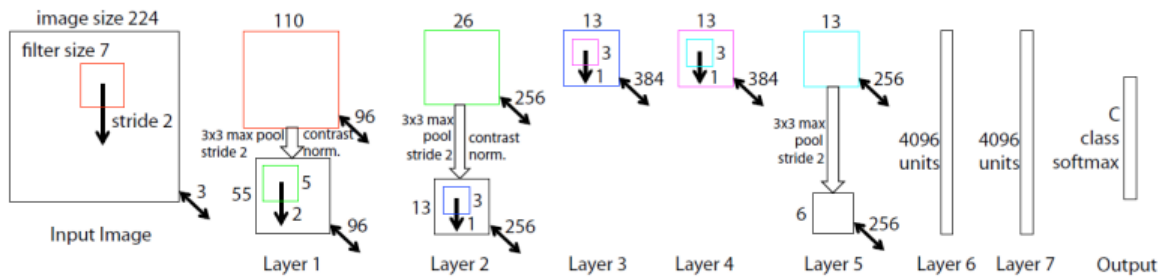 image size 224
filter size 7
stride 2
3
Input Image
110
96
3x3 max pool
stride 2
contrast
norm.
55
5
2
96
Layer 1
26
256
3x3 max
pool
stride 2
contrast
norm.
13
3
1
256
Layer 2
13
3
1
384
Layer 3
13
3
1
384
Layer 4
13
256
3x3 max
pool
stride 2
6
256
Layer 5
4096
units
Layer 6
4096
units
Layer 7
C
class
softmax
Output